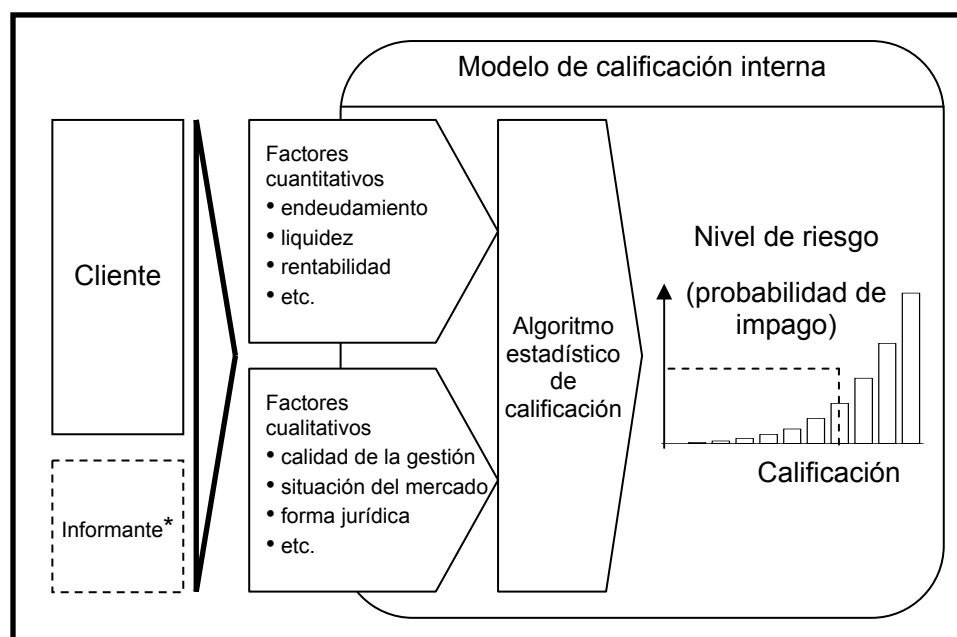 Modelo de calificación interna
Cliente
Informante*
Factores
cuantitativos
• endeudamiento
• liquidez
• rentabilidad
• etc.
Factores
cualitativos
• calidad de la gestión
• situación del mercado
• forma jurídica
• etc.
Algoritmo
estadístico
de
calificación
Nivel de riesgo
(probabilidad de
impago)
Calificación